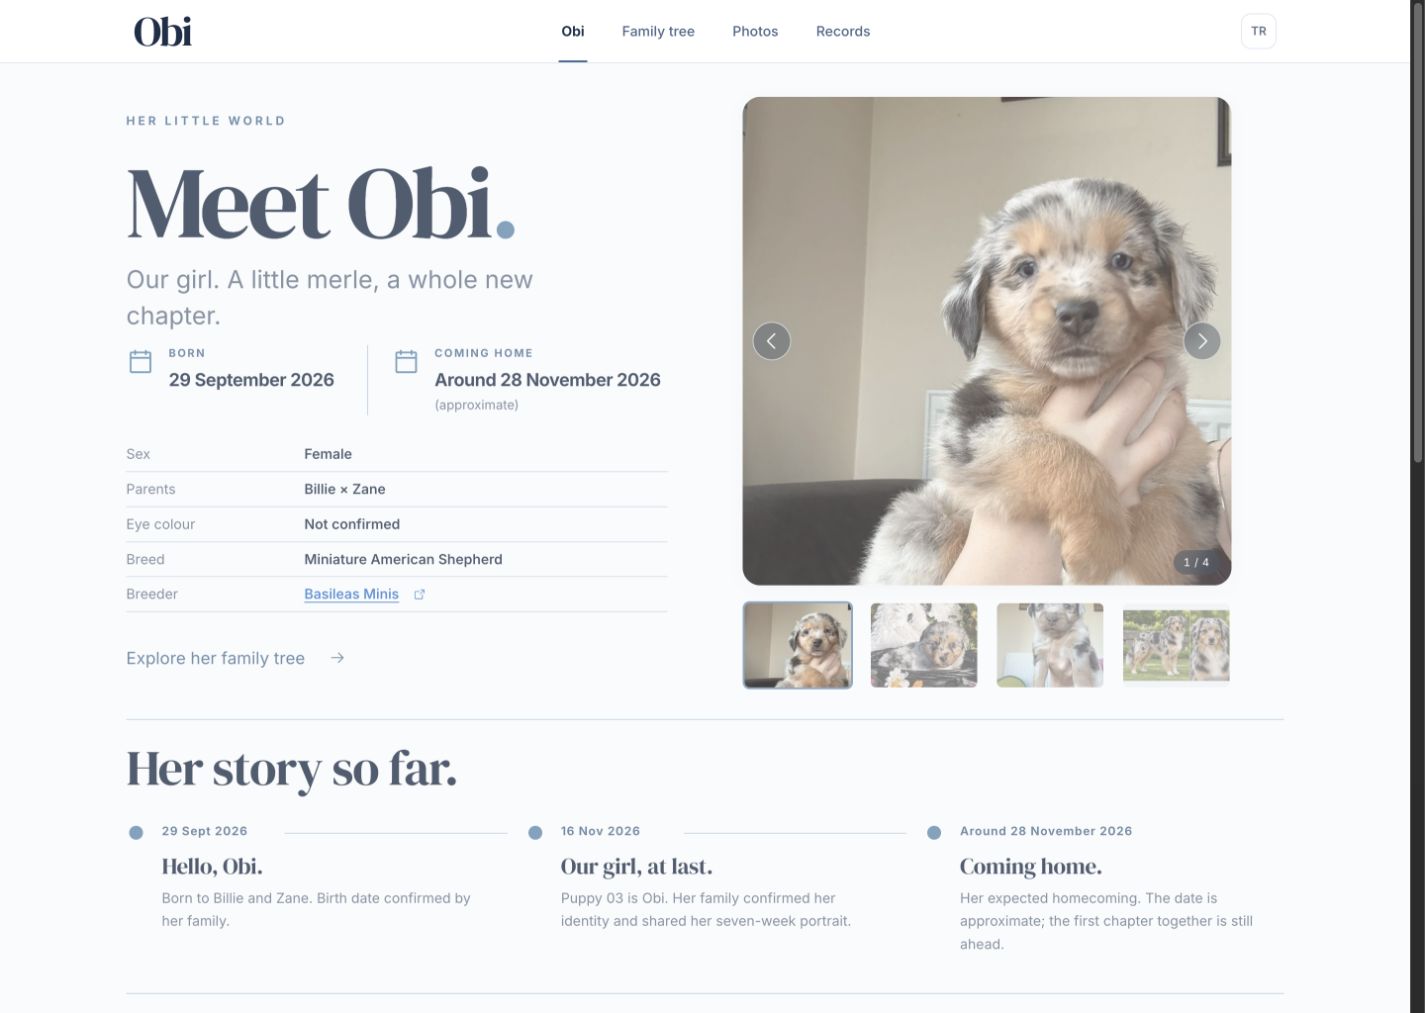 Obi
Obi
Family tree
Photos
Records
TR
HER LITTLE WORLD
Meet Obi.
Our girl. A little merle, a whole new
chapter.
BORN
29 September 2026
COMING HOME
Around 28 November 2026
(approximate)
Sex Female
Parents Billie × Zane
Eye colour Not confirmed
Breed Miniature American Shepherd
Breeder Basileas Minis
Explore her family tree →
1 / 4
Her story so far.
29 Sept 2026
Hello, Obi.
Born to Billie and Zane. Birth date confirmed by
her family.
16 Nov 2026
Our girl, at last.
Puppy 03 is Obi. Her family confirmed her
identity and shared her seven-week portrait.
Around 28 November 2026
Coming home.
Her expected homecoming. The date is
approximate; the first chapter together is still
ahead.